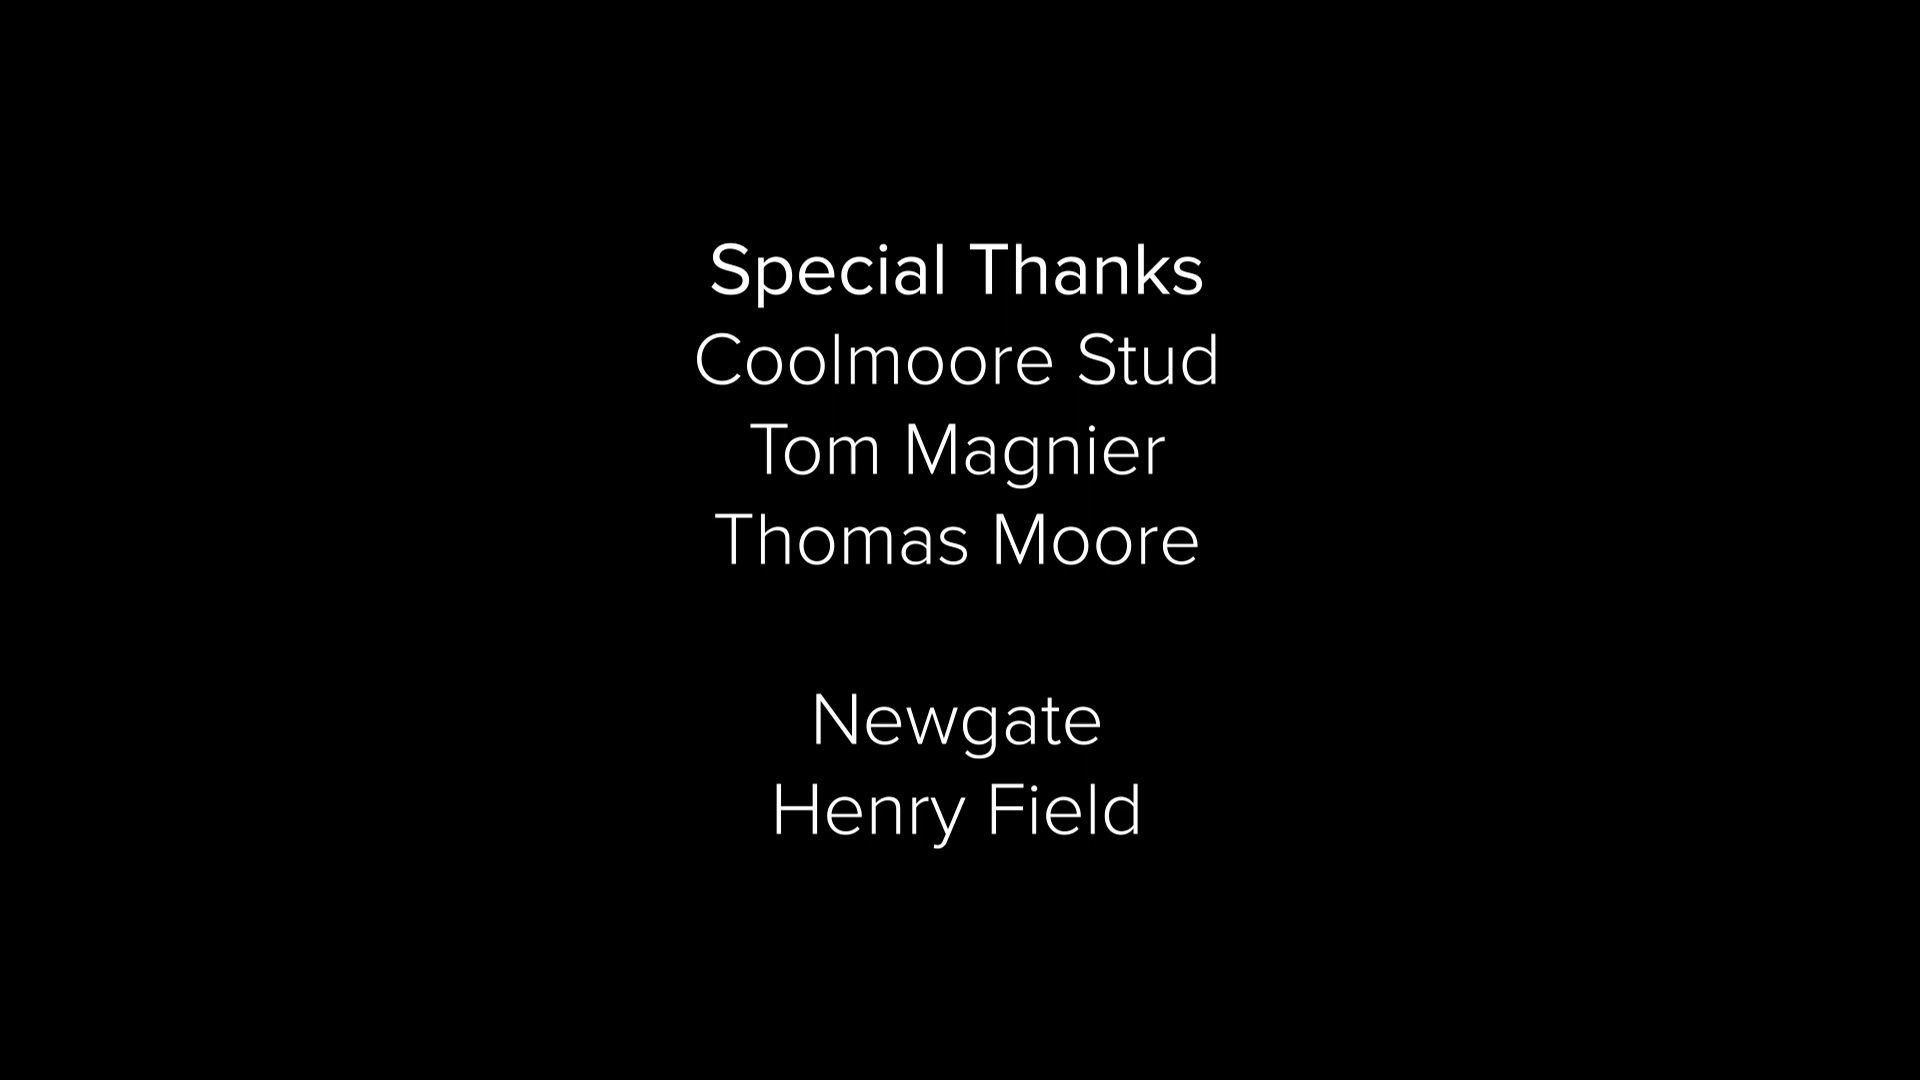 Special Thanks
Coolmoore Stud
Tom Magnier
Thomas Moore
Newgate
Henry Field